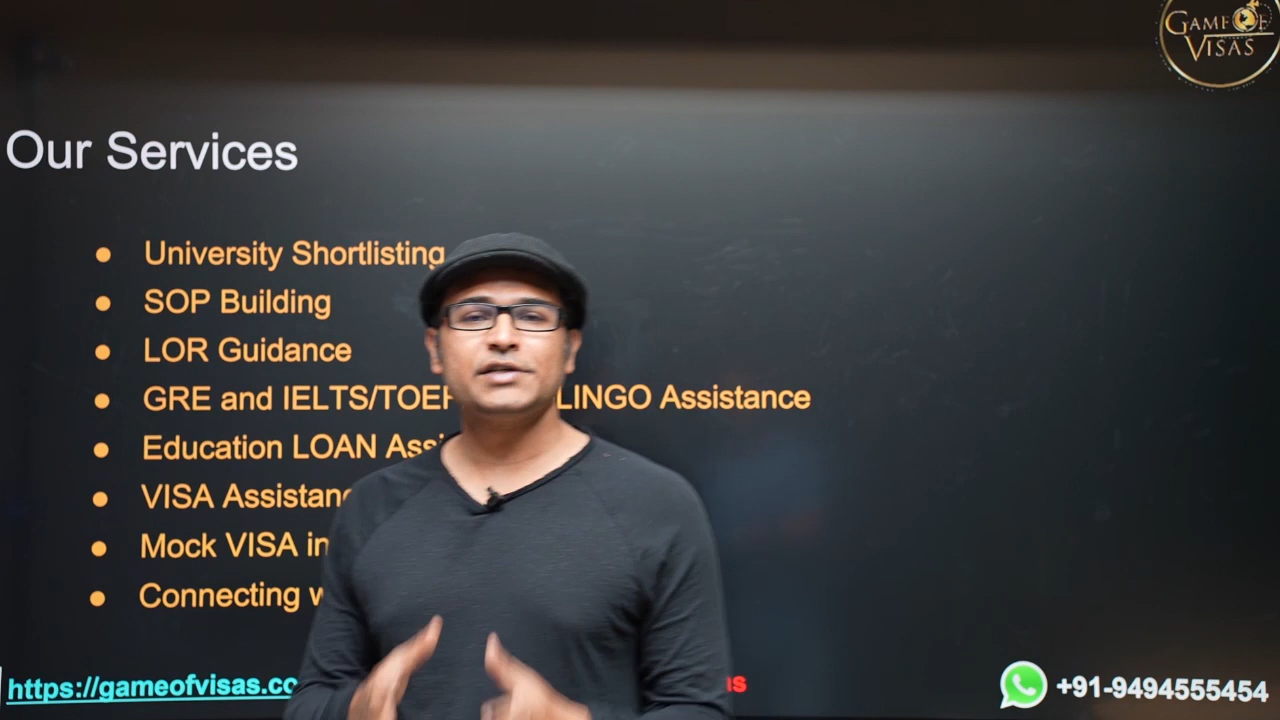 GAME OF
VISAS
Our Services
● University Shortlisting
● SOP Building
● LOR Guidance
● GRE and IELTS/TOEF LINGO Assistance
● Education LOAN Assi
● VISA Assistanc
● Mock VISA in
● Connecting w
https://gameofvisas.co
+91-9494555454